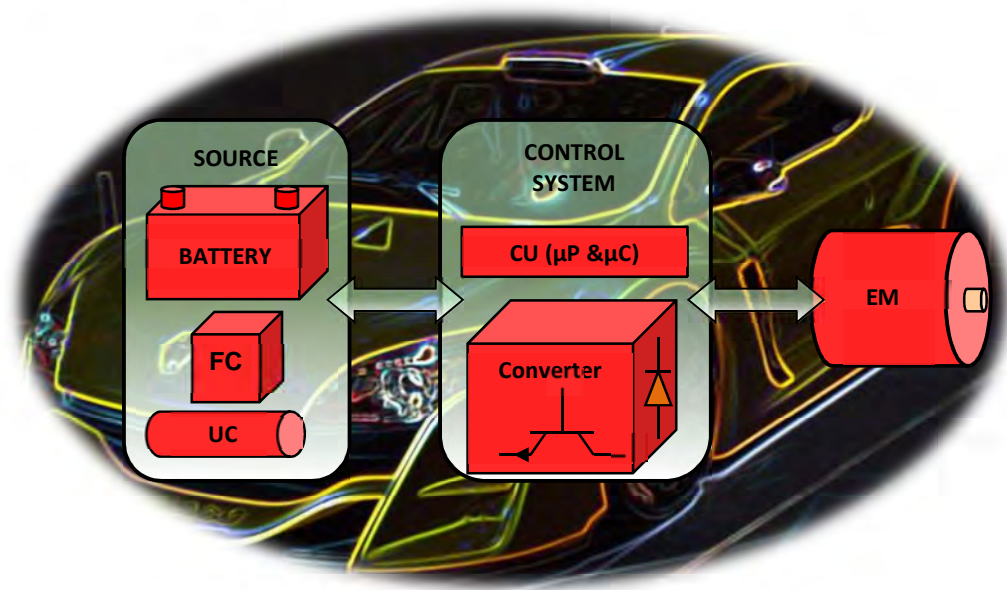 SOURCE
BATTERY
FC
UC
CONTROL
SYSTEM
CU (µP &µC)
Converter
EM